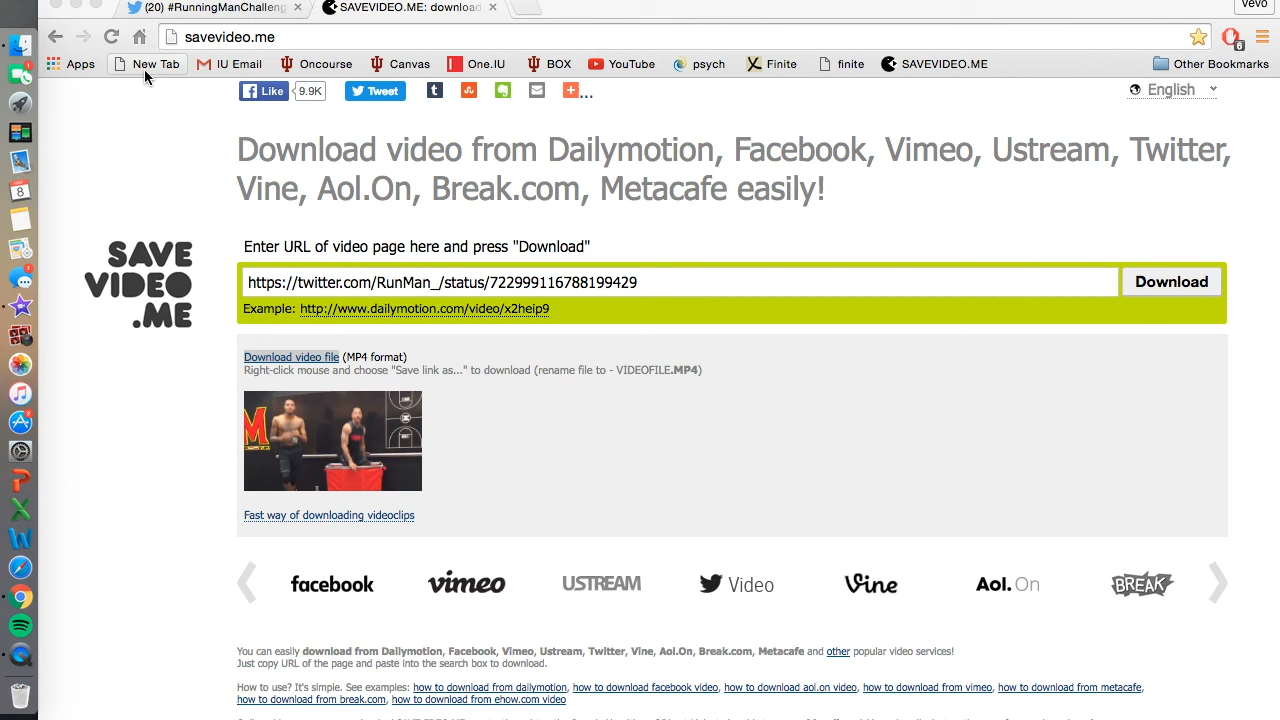 (20) #RunningManChalleng
SAVEVIDEO.ME: download
Vevo
savevideo.me
6
Apps
New Tab
IU Email
Oncourse
Canvas
One.IU
BOX
YouTube
psych
Finite
finite
SAVEVIDEO.ME
Other Bookmarks
Like
9.9K
Tweet
...
English
Download video from Dailymotion, Facebook, Vimeo, Ustream, Twitter,
Vine, Aol.On, Break.com, Metacafe easily!
SAVE
VIDEO
.ME
Enter URL of video page here and press "Download"
https://twitter.com/RunMan_/status/722999116788199429
Download
Example: http://www.dailymotion.com/video/x2heip9
Download video file (MP4 format)
Right-click mouse and choose "Save link as..." to download (rename file to - VIDEOFILE.MP4)
Fast way of downloading videoclips
facebook
vimeo
USTREAM
Video
Vine
Aol.On
BREAK
You can easily download from Dailymotion, Facebook, Vimeo, Ustream, Twitter, Vine, Aol.On, Break.com, Metacafe and other popular video services!
Just copy URL of the page and paste into the search box to download.
How to use? It's simple. See examples: how to download from dailymotion, how to download facebook video, how to download aol.on video, how to download from vimeo, how to download from metacafe,
how to download from break.com, how to download from ehow.com video